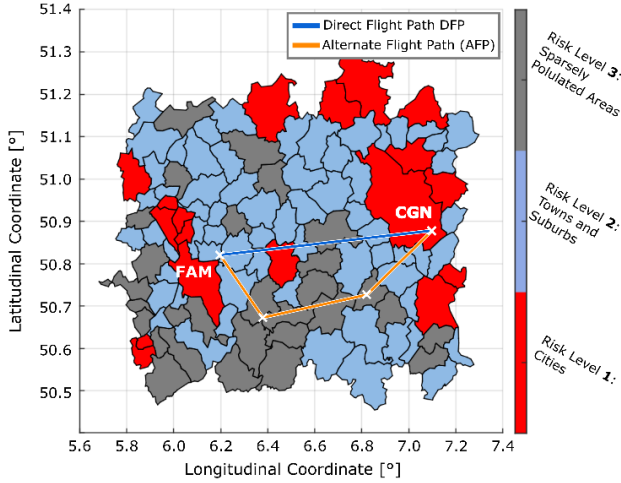 Direct Flight Path DFP
Alternate Flight Path (AFP)
51.4
51.3
51.2
51.1
51.0
50.9
50.8
50.7
50.6
50.5
Latitudinal Coordinate [°]
CGN
FAM
5.6
5.8
6.0
6.2
6.4
6.6
6.8
7.0
7.2
7.4
Longitudinal Coordinate [°]
Risk Level 3:
Sparsely
Polulated Areas
Risk Level 2:
Towns and
Suburbs
Risk Level 1:
Cities